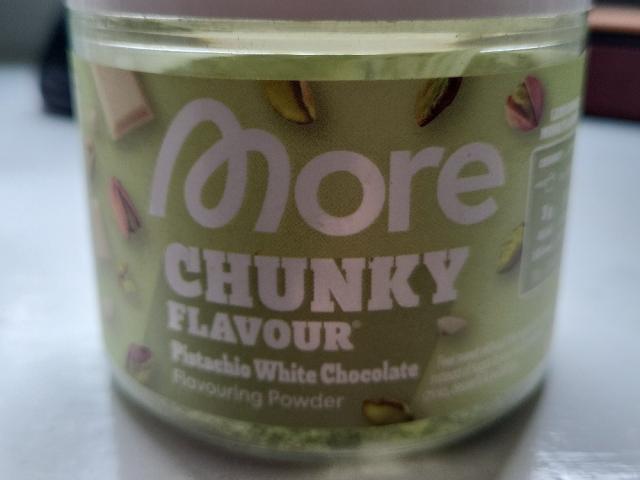 More
CHUNKY
FLAVOUR
Pistachio White Chocolate
Flavouring Powder